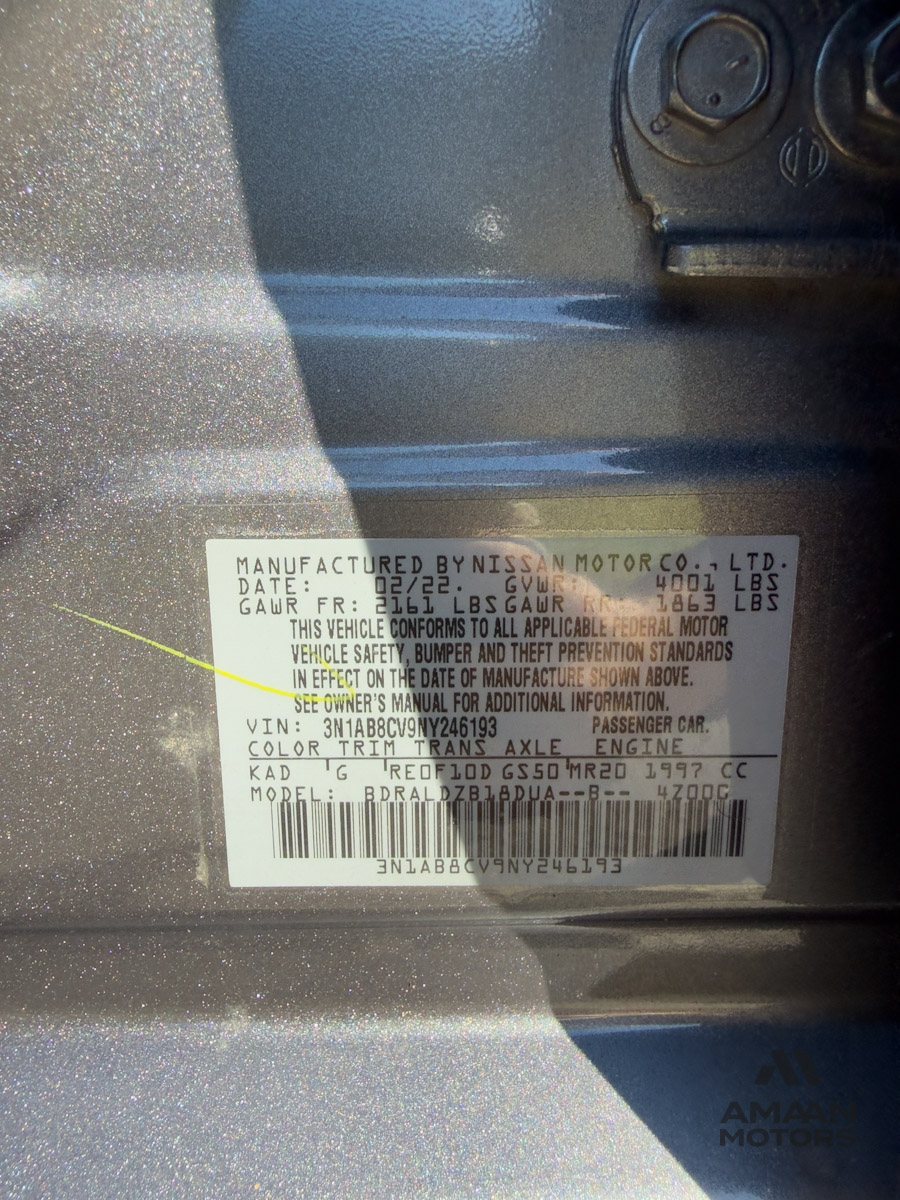 8
MANUFACTURED BY NISSAN MOTOR CO., LTD.
DATE: 02/22. GVWR: 4001 LBS
GAWR FR: 2161 LBS GAWR RR: 1863 LBS
THIS VEHICLE CONFORMS TO ALL APPLICABLE FEDERAL MOTOR
VEHICLE SAFETY, BUMPER AND THEFT PREVENTION STANDARDS
IN EFFECT ON THE DATE OF MANUFACTURE SHOWN ABOVE.
SEE OWNER'S MANUAL FOR ADDITIONAL INFORMATION.
VIN: 3N1AB8CV9NY246193 PASSENGER CAR.
COLOR TRIM TRANS AXLE ENGINE
KAD G RE0F10D GS50 MR20 1997 CC
MODEL: BDRALDZB18DUA--B-- 4Z00C
3N1AB8CV9NY246193
AMAAN
MOTORS